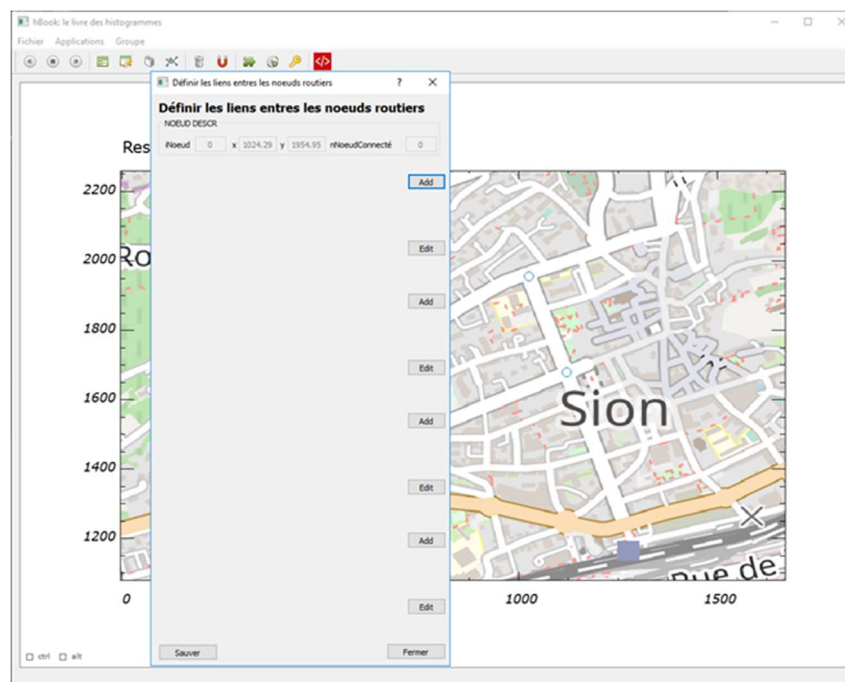 hBook: le livre des histogrammes
Fichier Applications Groupe
Définir les liens entres les noeuds routiers ? X
Définir les liens entres les noeuds routiers
NOEUD DESCR
iNoeud 0 x 1024.29 y 1954.95 nNoeudConnecté 0
Res
Add
2200
Edit
2000
Ro
Add
1800
Edit
1600
Sion
Add
1400
Edit
1200
Add
Rue de
0 1000 1500
Edit
Sauver Fermer
ctrl alt